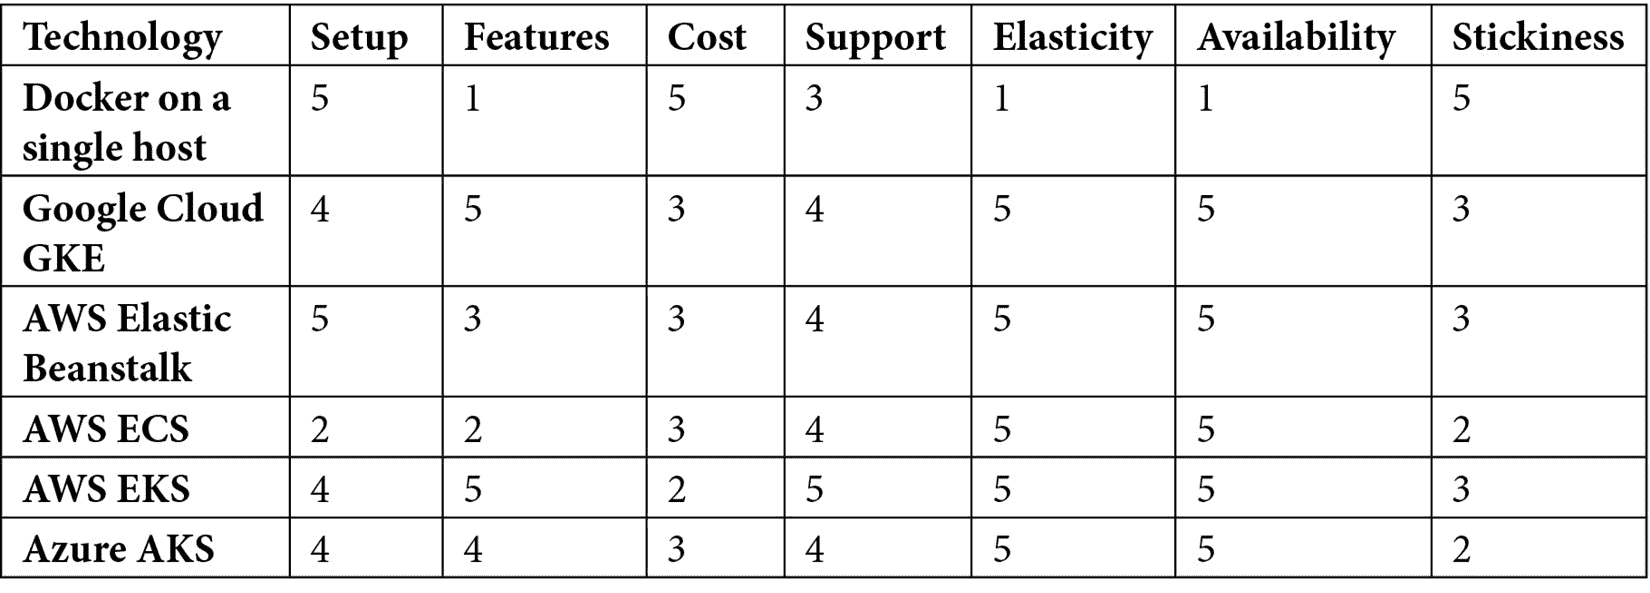 Technology Setup Features Cost Support Elasticity Availability Stickiness
Docker on a 5 1 5 3 1 1 5
single host
Google Cloud 4 5 3 4 5 5 3
GKE
AWS Elastic 5 3 3 4 5 5 3
Beanstalk
AWS ECS 2 2 3 4 5 5 2
AWS EKS 4 5 2 5 5 5 3
Azure AKS 4 4 3 4 5 5 2